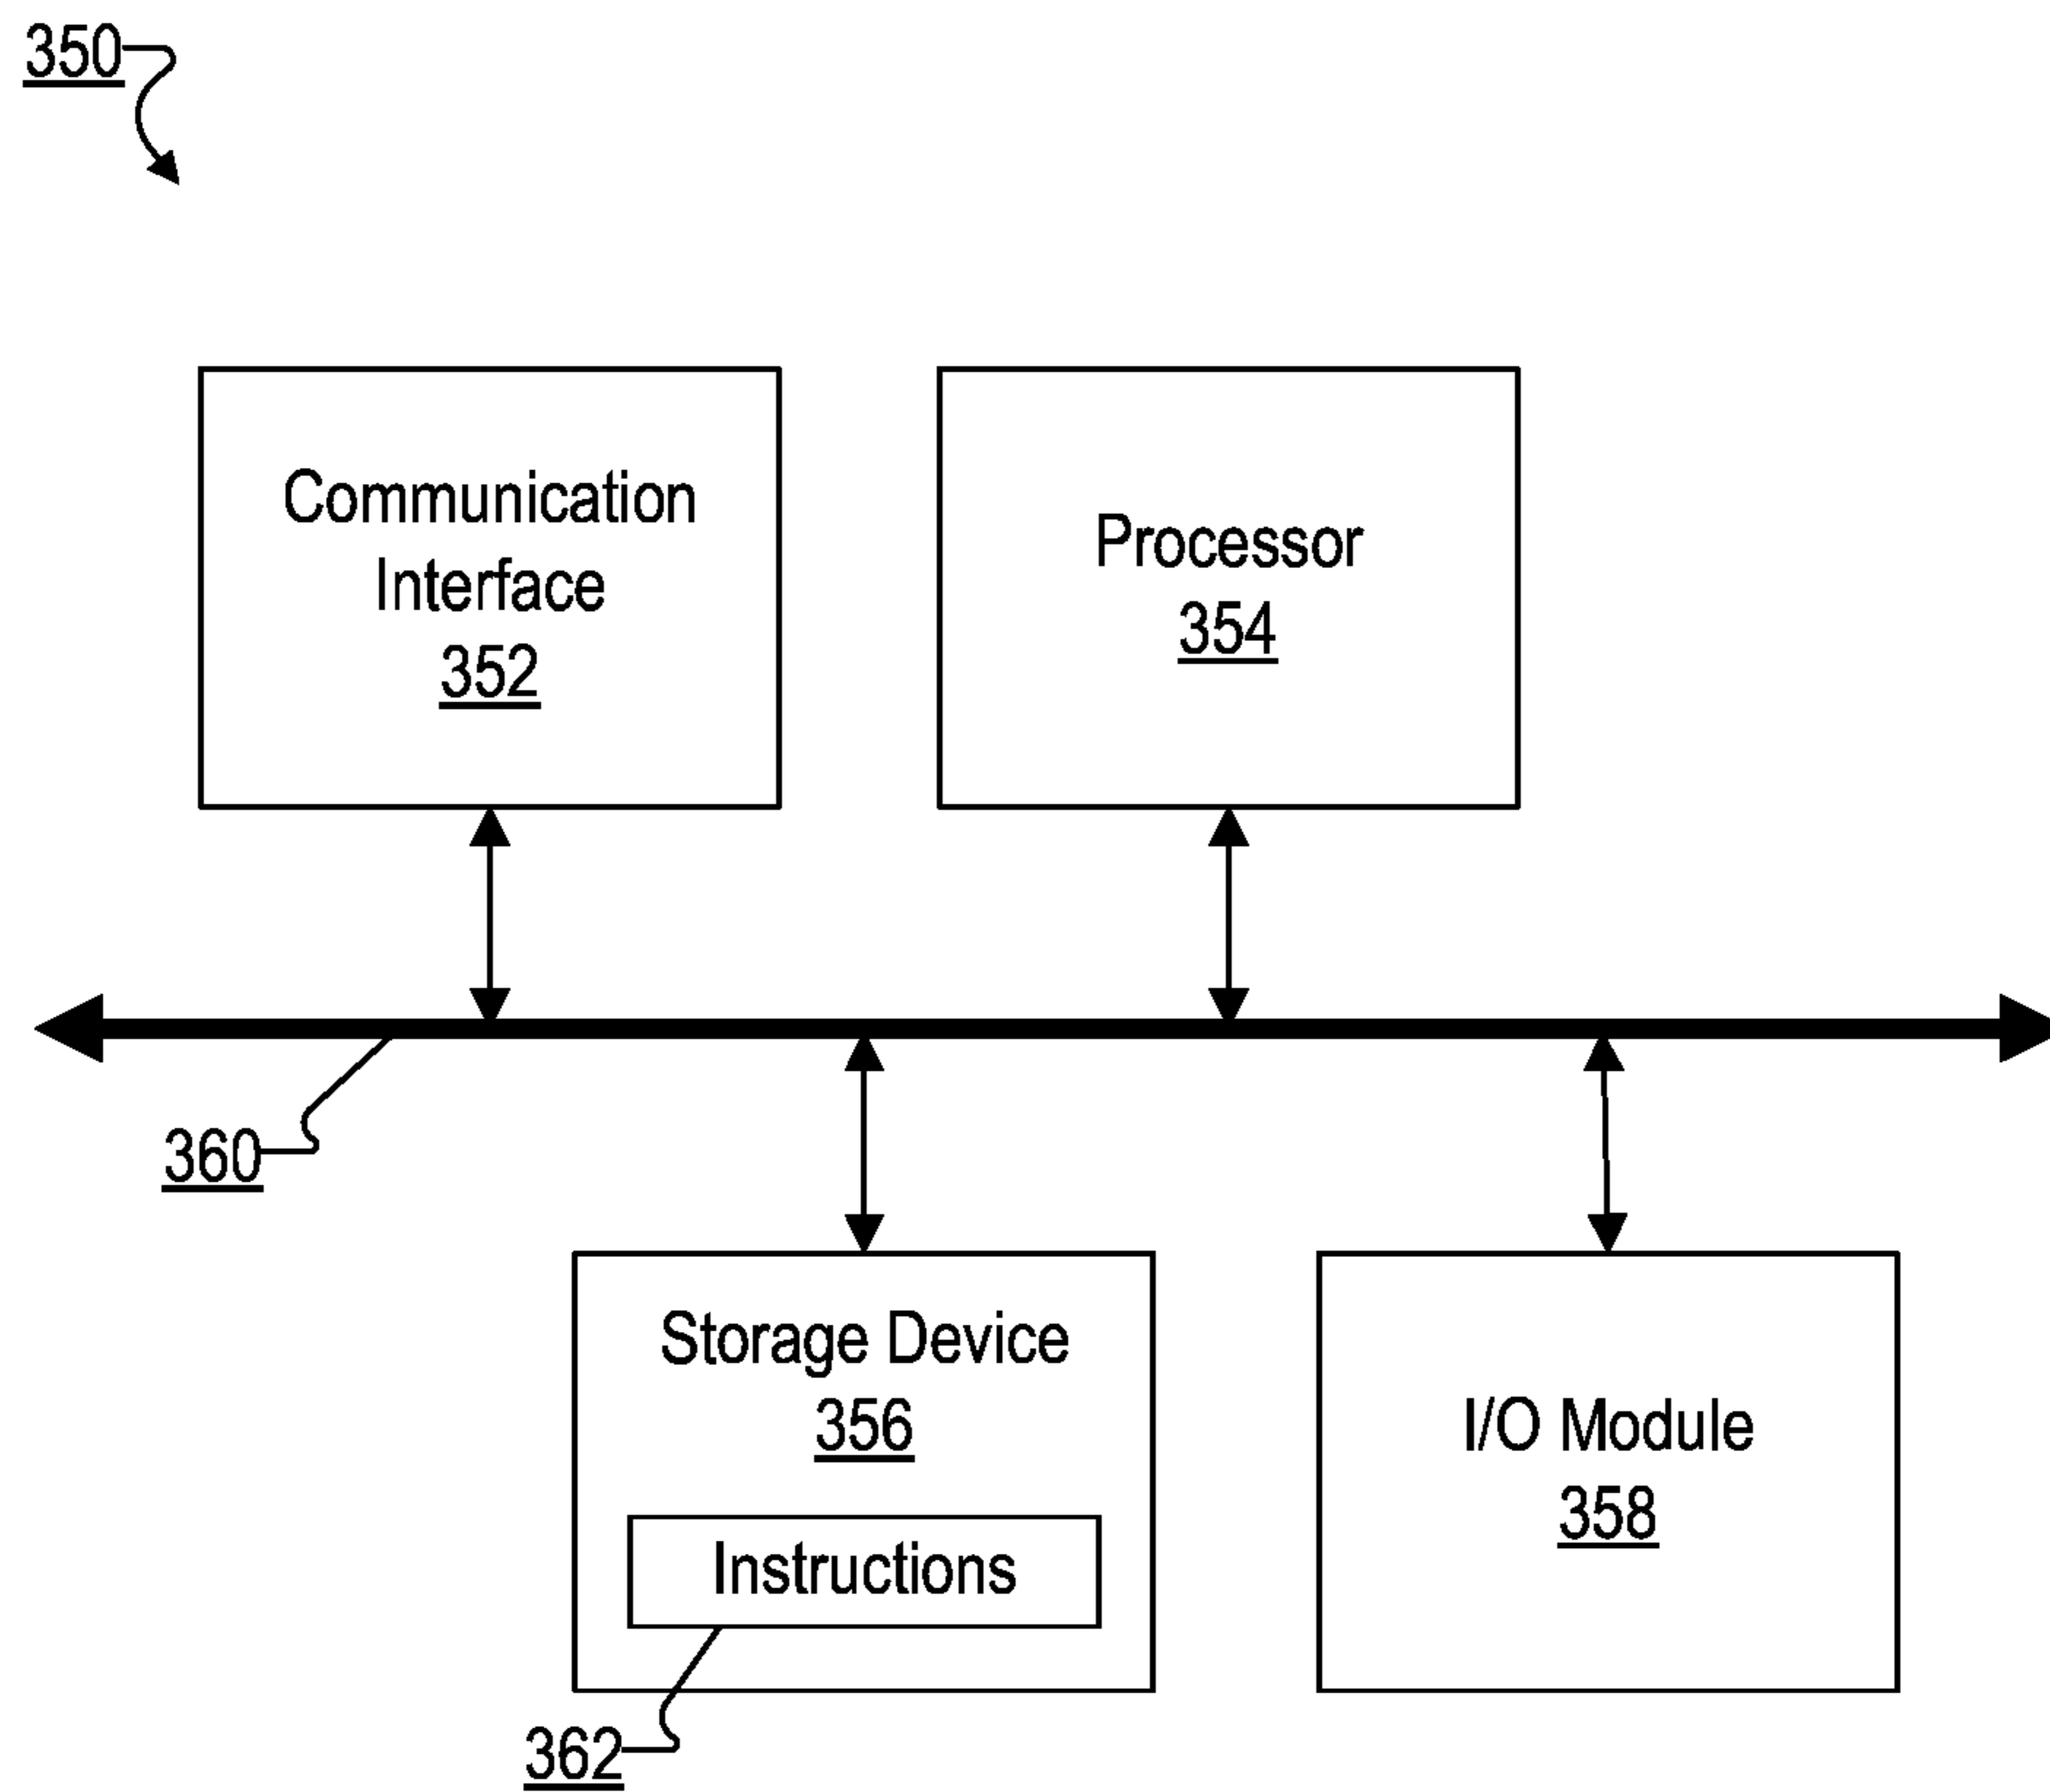 350
Communication
Interface
352
Processor
354
360
Storage Device
356
Instructions
362
I/O Module
358